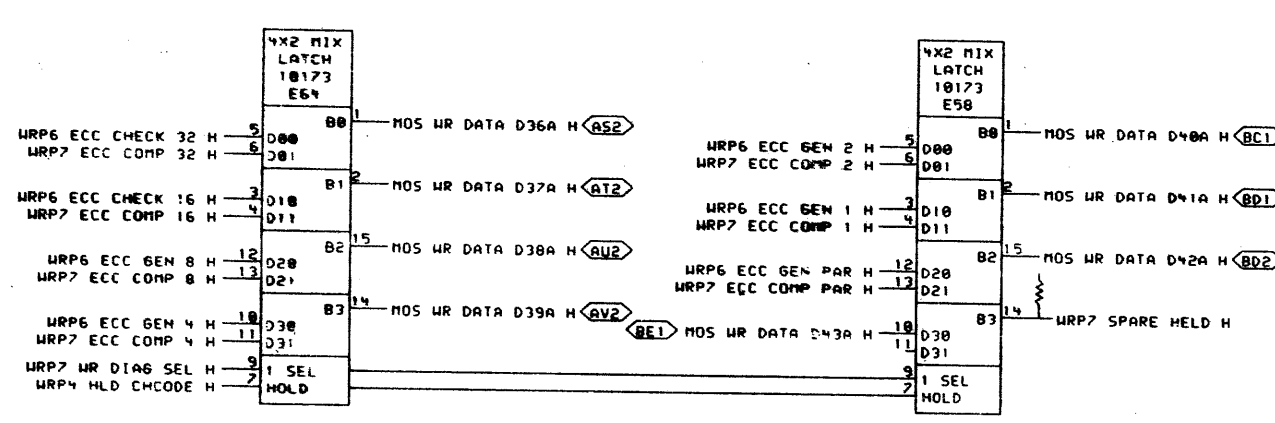 4X2 MIX
LATCH
10173
E64
WRP6 ECC CHECK 32 H 5 D00
WRP7 ECC COMP 32 H 6 D01
B0 1 MOS WR DATA D36A H AS2
WRP6 ECC CHECK 16 H 3 D10
WRP7 ECC COMP 16 H 4 D11
B1 2 MOS WR DATA D37A H AT2
WRP6 ECC GEN 8 H 12 D20
WRP7 ECC COMP 8 H 13 D21
B2 15 MOS WR DATA D38A H AU2
WRP6 ECC GEN 4 H 10 D30
WRP7 ECC COMP 4 H 11 D31
B3 14 MOS WR DATA D39A H AV2
WRP7 WR DIAG SEL H 9 1 SEL
WRP4 HLD CHCODE H 7 HOLD
4X2 MIX
LATCH
10173
E58
WRP6 ECC GEN 2 H 5 D00
WRP7 ECC COMP 2 H 6 D01
B0 1 MOS WR DATA D40A H BC1
WRP6 ECC GEN 1 H 3 D10
WRP7 ECC COMP 1 H 4 D11
B1 2 MOS WR DATA D41A H BD1
WRP6 ECC GEN PAR H 12 D20
WRP7 ECC COMP PAR H 13 D21
B2 15 MOS WR DATA D42A H BD2
BE1 MOS WR DATA D43A H 10 D30
11 D31
B3 14 WRP7 SPARE HELD H
9 1 SEL
7 HOLD